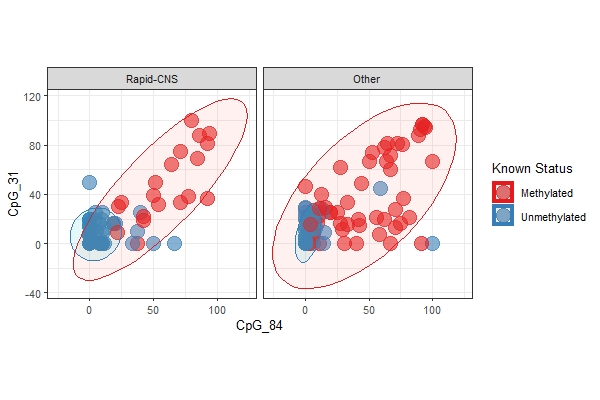 Rapid-CNS
Other
120
80
40
0
-40
CpG_31
0
50
100
0
50
100
CpG_84
Known Status
Methylated
Unmethylated